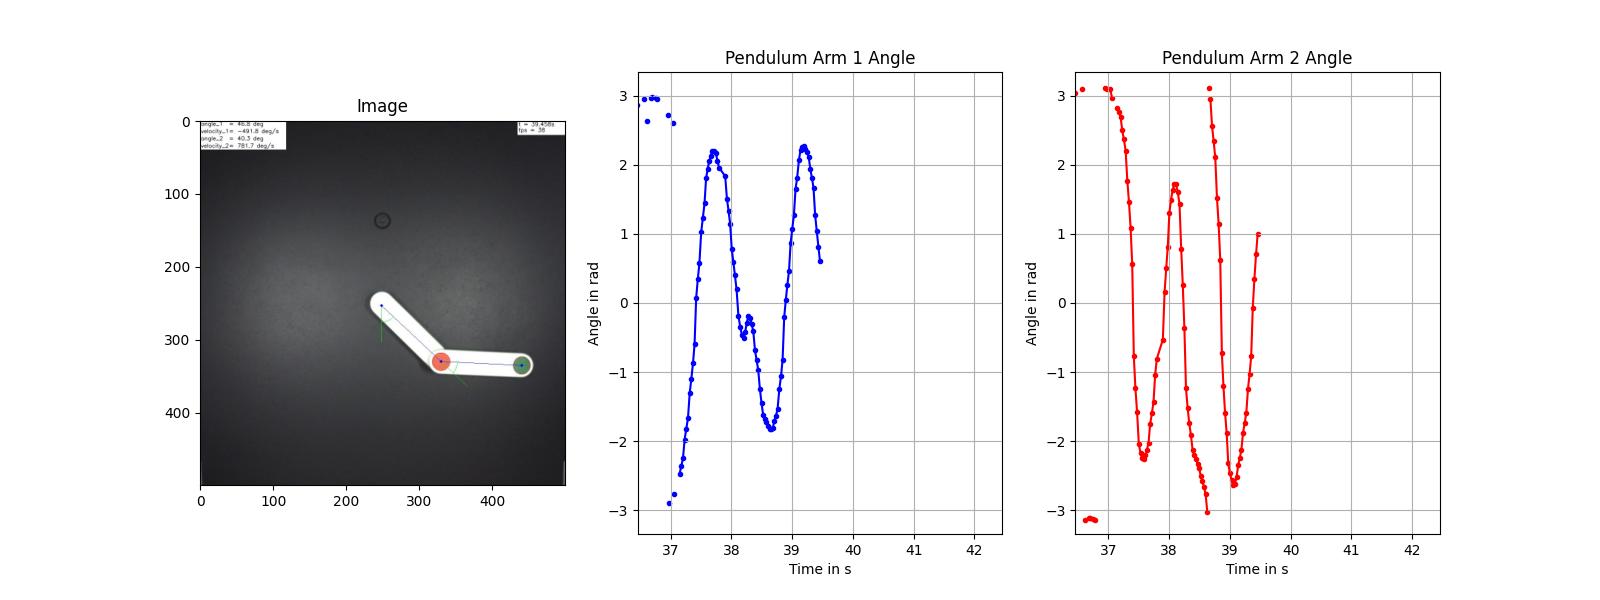 Image
angle_1 = 46.8 deg
velocity_1= -491.8 deg/s
angle_2 = 40.3 deg
velocity_2= 781.7 deg/s
t = 39.458s
fps = 38
0
100
200
300
400
0 100 200 300 400
Pendulum Arm 1 Angle
Angle in rad
3
2
1
0
−1
−2
−3
37 38 39 40 41 42
Time in s
Pendulum Arm 2 Angle
Angle in rad
3
2
1
0
−1
−2
−3
37 38 39 40 41 42
Time in s